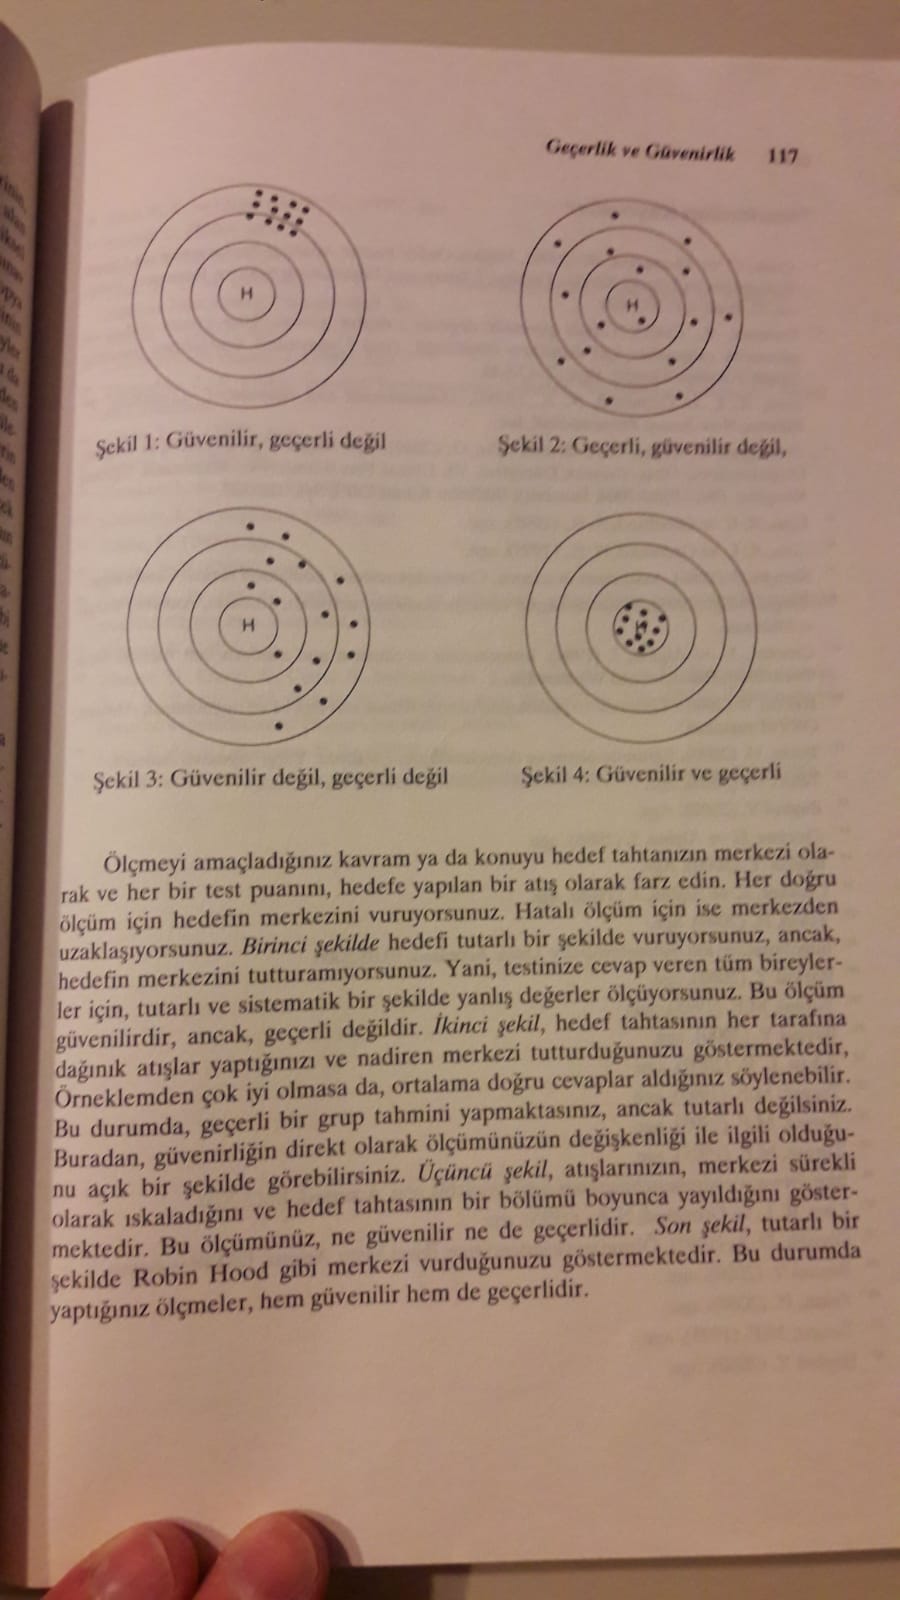 Geçerlik ve Güvenirlik 117
H
H
Şekil 1: Güvenilir, geçerli değil
Şekil 2: Geçerli, güvenilir değil,
H
Şekil 3: Güvenilir değil, geçerli değil
Şekil 4: Güvenilir ve geçerli
Ölçmeyi amaçladığınız kavram ya da konuyu hedef tahtanızın merkezi ola-
rak ve her bir test puanını, hedefe yapılan bir atış olarak farz edin. Her doğru
ölçüm için hedefin merkezini vuruyorsunuz. Hatalı ölçüm için ise merkezden
uzaklaşıyorsunuz. Birinci şekilde hedefi tutarlı bir şekilde vuruyorsunuz, ancak,
hedefin merkezini tutturamıyorsunuz. Yani, testinize cevap veren tüm bireyler-
ler için, tutarlı ve sistematik bir şekilde yanlış değerler ölçüyorsunuz. Bu ölçüm
güvenilirdir, ancak, geçerli değildir. İkinci şekil, hedef tahtasının her tarafına
dağınık atışlar yaptığınızı ve nadiren merkezi tutturduğunuzu göstermektedir,
Örneklemden çok iyi olmasa da, ortalama doğru cevaplar aldığınız söylenebilir.
Bu durumda, geçerli bir grup tahmini yapmaktasınız, ancak tutarlı değilsiniz.
Buradan, güvenirliğin direkt olarak ölçümünüzün değişkenliği ile ilgili olduğu-
nu açık bir şekilde görebilirsiniz. Üçüncü şekil, atışlarınızın, merkezi sürekli
olarak ıskaladığını ve hedef tahtasının bir bölümü boyunca yayıldığını göster-
mektedir. Bu ölçümünüz, ne güvenilir ne de geçerlidir. Son şekil, tutarlı bir
şekilde Robin Hood gibi merkezi vurduğunuzu göstermektedir. Bu durumda
yaptığınız ölçmeler, hem güvenilir hem de geçerlidir.